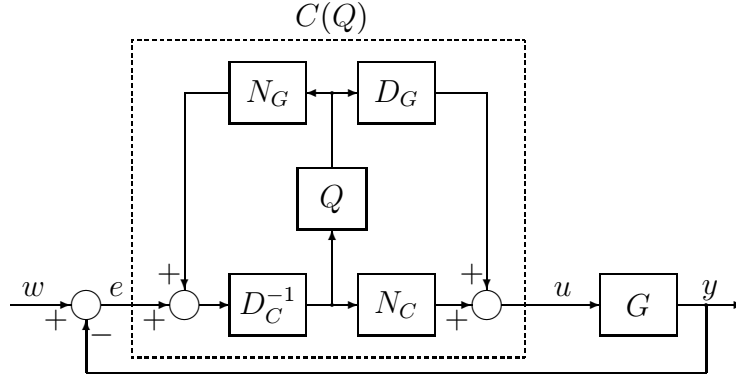 C(Q)
N_G D_G
Q
w + − e + + D_C^{-1} N_C + + u G y